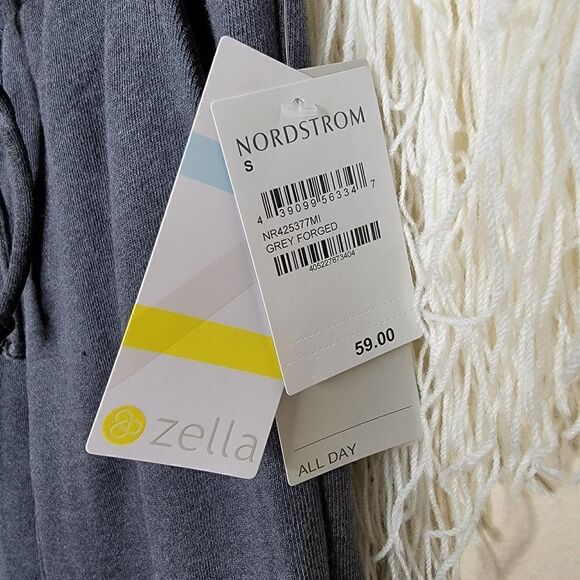 NORDSTROM
S
4 39099 56334 7
NR425377MI
GREY FORGED
405227873404
59.00
zella
ALL DAY